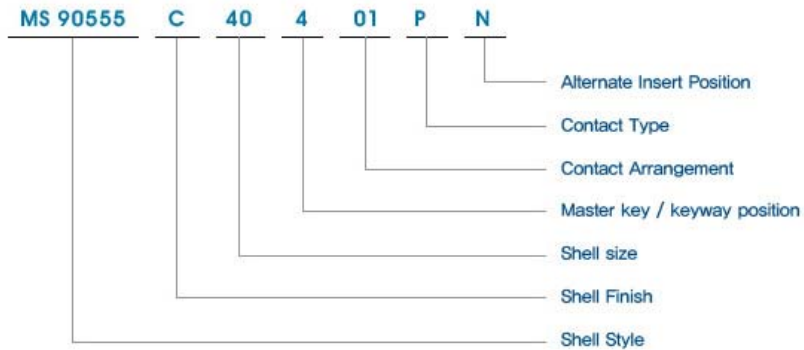 MS 90555 C 40 4 01 P N
Alternate Insert Position
Contact Type
Contact Arrangement
Master key / keyway position
Shell size
Shell Finish
Shell Style